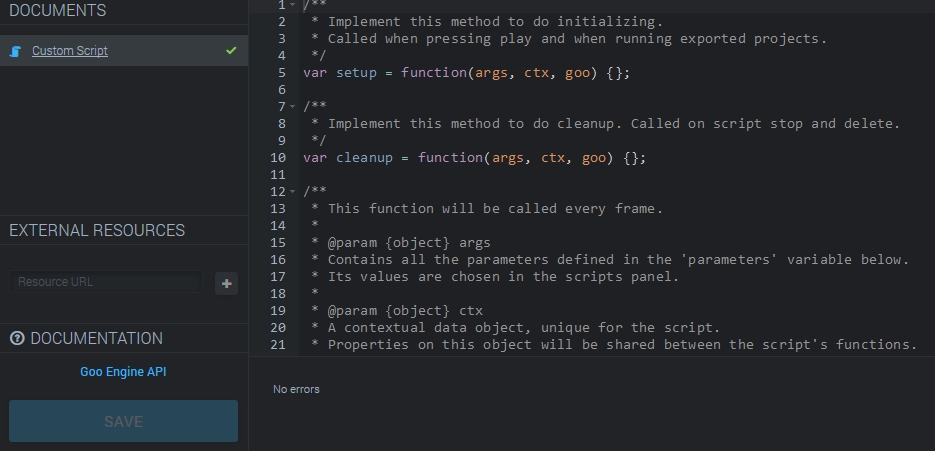 DOCUMENTS
Custom Script
EXTERNAL RESOURCES
Resource URL
+
DOCUMENTATION
Goo Engine API
SAVE
1 /**
2  * Implement this method to do initializing.
3  * Called when pressing play and when running exported projects.
4  */
5 var setup = function(args, ctx, goo) {};
6
7 /**
8  * Implement this method to do cleanup. Called on script stop and delete.
9  */
10 var cleanup = function(args, ctx, goo) {};
11
12 /**
13  * This function will be called every frame.
14  *
15  * @param {object} args
16  * Contains all the parameters defined in the 'parameters' variable below.
17  * Its values are chosen in the scripts panel.
18  *
19  * @param {object} ctx
20  * A contextual data object, unique for the script.
21  * Properties on this object will be shared between the script's functions.
No errors